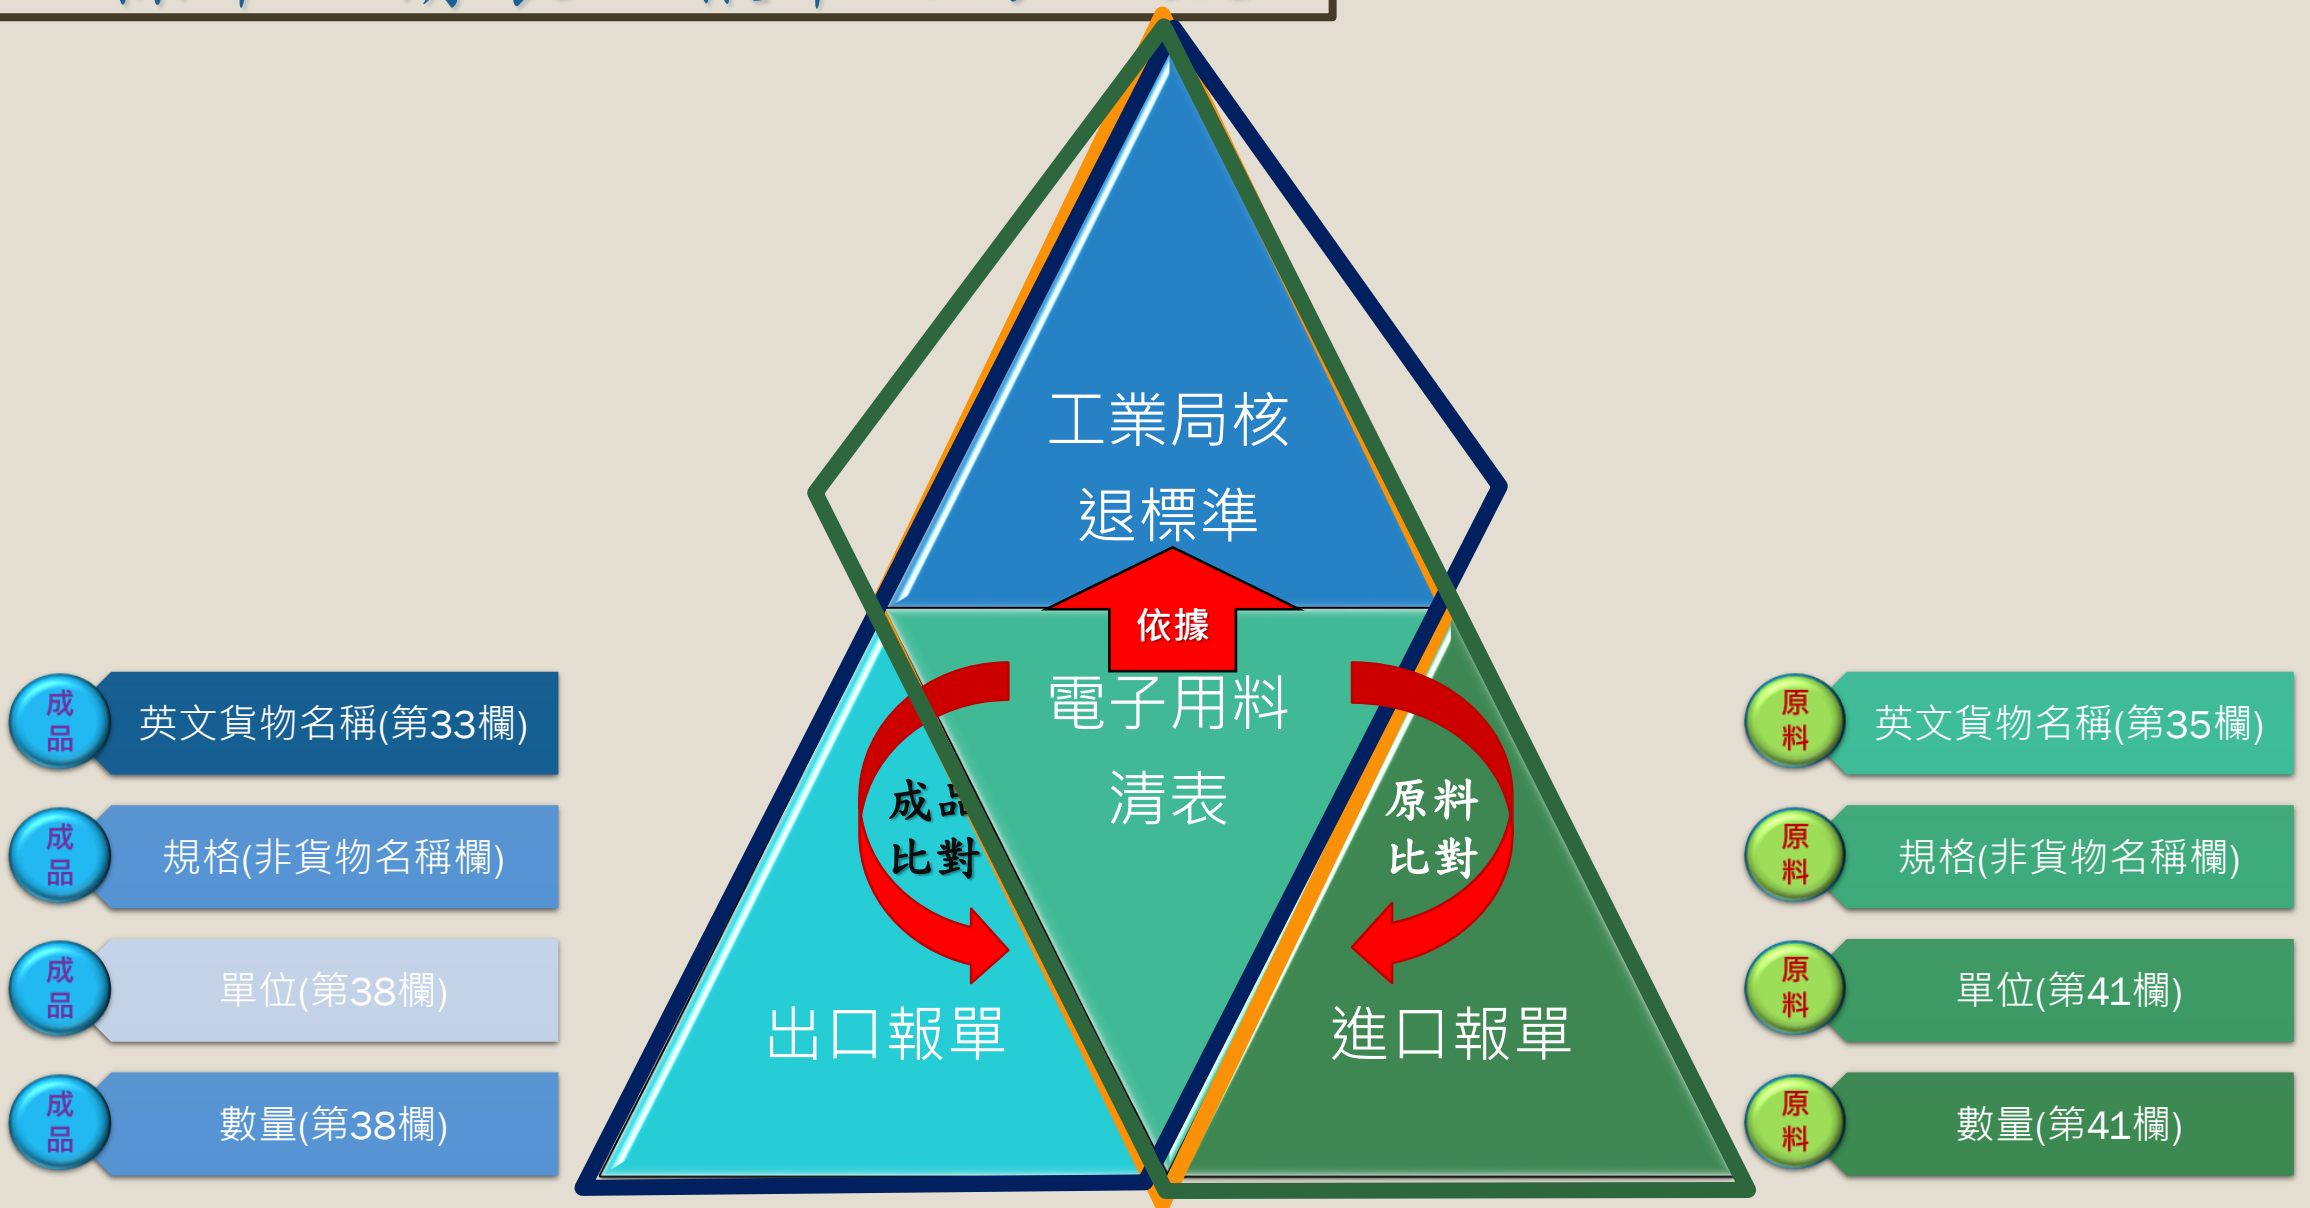 工業局核
退標準
依據
電子用料
清表
成品
比對
原料
比對
出口報單
進口報單
成
品
英文貨物名稱(第33欄)
成
品
規格(非貨物名稱欄)
成
品
單位(第38欄)
成
品
數量(第38欄)
原
料
英文貨物名稱(第35欄)
原
料
規格(非貨物名稱欄)
原
料
單位(第41欄)
原
料
數量(第41欄)